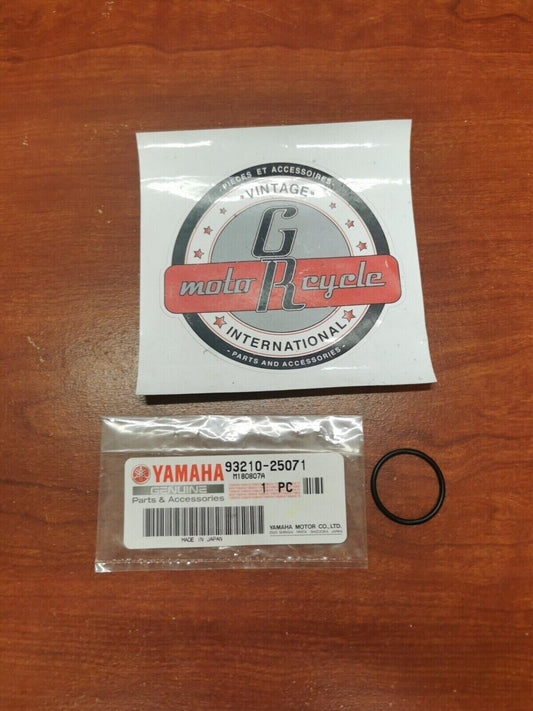 · PIÈCES ET ACCESSOIRES ·
· VINTAGE ·
G
moto R cycle
INTERNATIONAL
· PARTS AND ACCESSORIES ·
YAMAHA 93210-25071
M180807A
GENUINE 1 PC
Parts & Accessories
YAMAHA MOTOR CO.,LTD.
MADE IN JAPAN